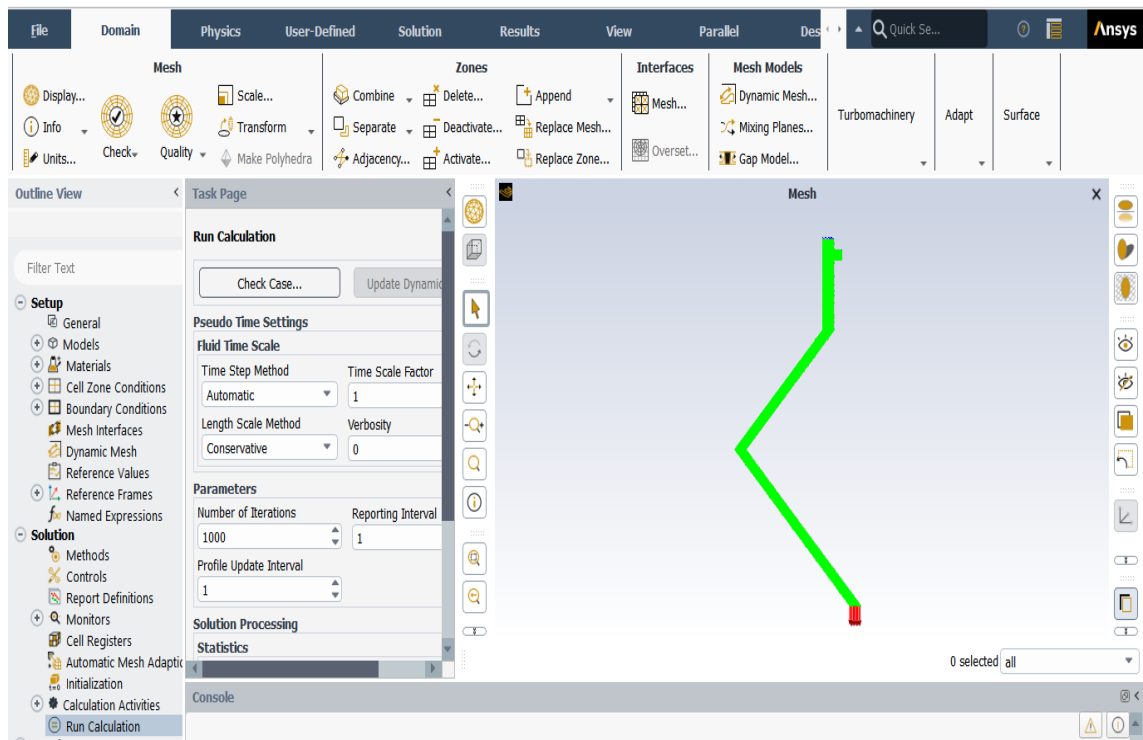 File Domain Physics User-Defined Solution Results View Parallel Des Quick Se... Ansys
Mesh Zones Interfaces Mesh Models
Display... Scale... Combine Delete... Append Mesh... Dynamic Mesh...
Info Transform Separate Deactivate... Replace Mesh... Mixing Planes... Turbomachinery Adapt Surface
Units... Check Quality Make Polyhedra Adjacency... Activate... Replace Zone... Overset... Gap Model...
Outline View
Filter Text
Setup
General
Models
Materials
Cell Zone Conditions
Boundary Conditions
Mesh Interfaces
Dynamic Mesh
Reference Values
Reference Frames
Named Expressions
Solution
Methods
Controls
Report Definitions
Monitors
Cell Registers
Automatic Mesh Adaptic
Initialization
Calculation Activities
Run Calculation
Task Page
Run Calculation
Check Case... Update Dynamic
Pseudo Time Settings
Fluid Time Scale
Time Step Method Time Scale Factor
Automatic 1
Length Scale Method Verbosity
Conservative 0
Parameters
Number of Iterations Reporting Interval
1000 1
Profile Update Interval
1
Solution Processing
Statistics
Mesh
0 selected all
Console